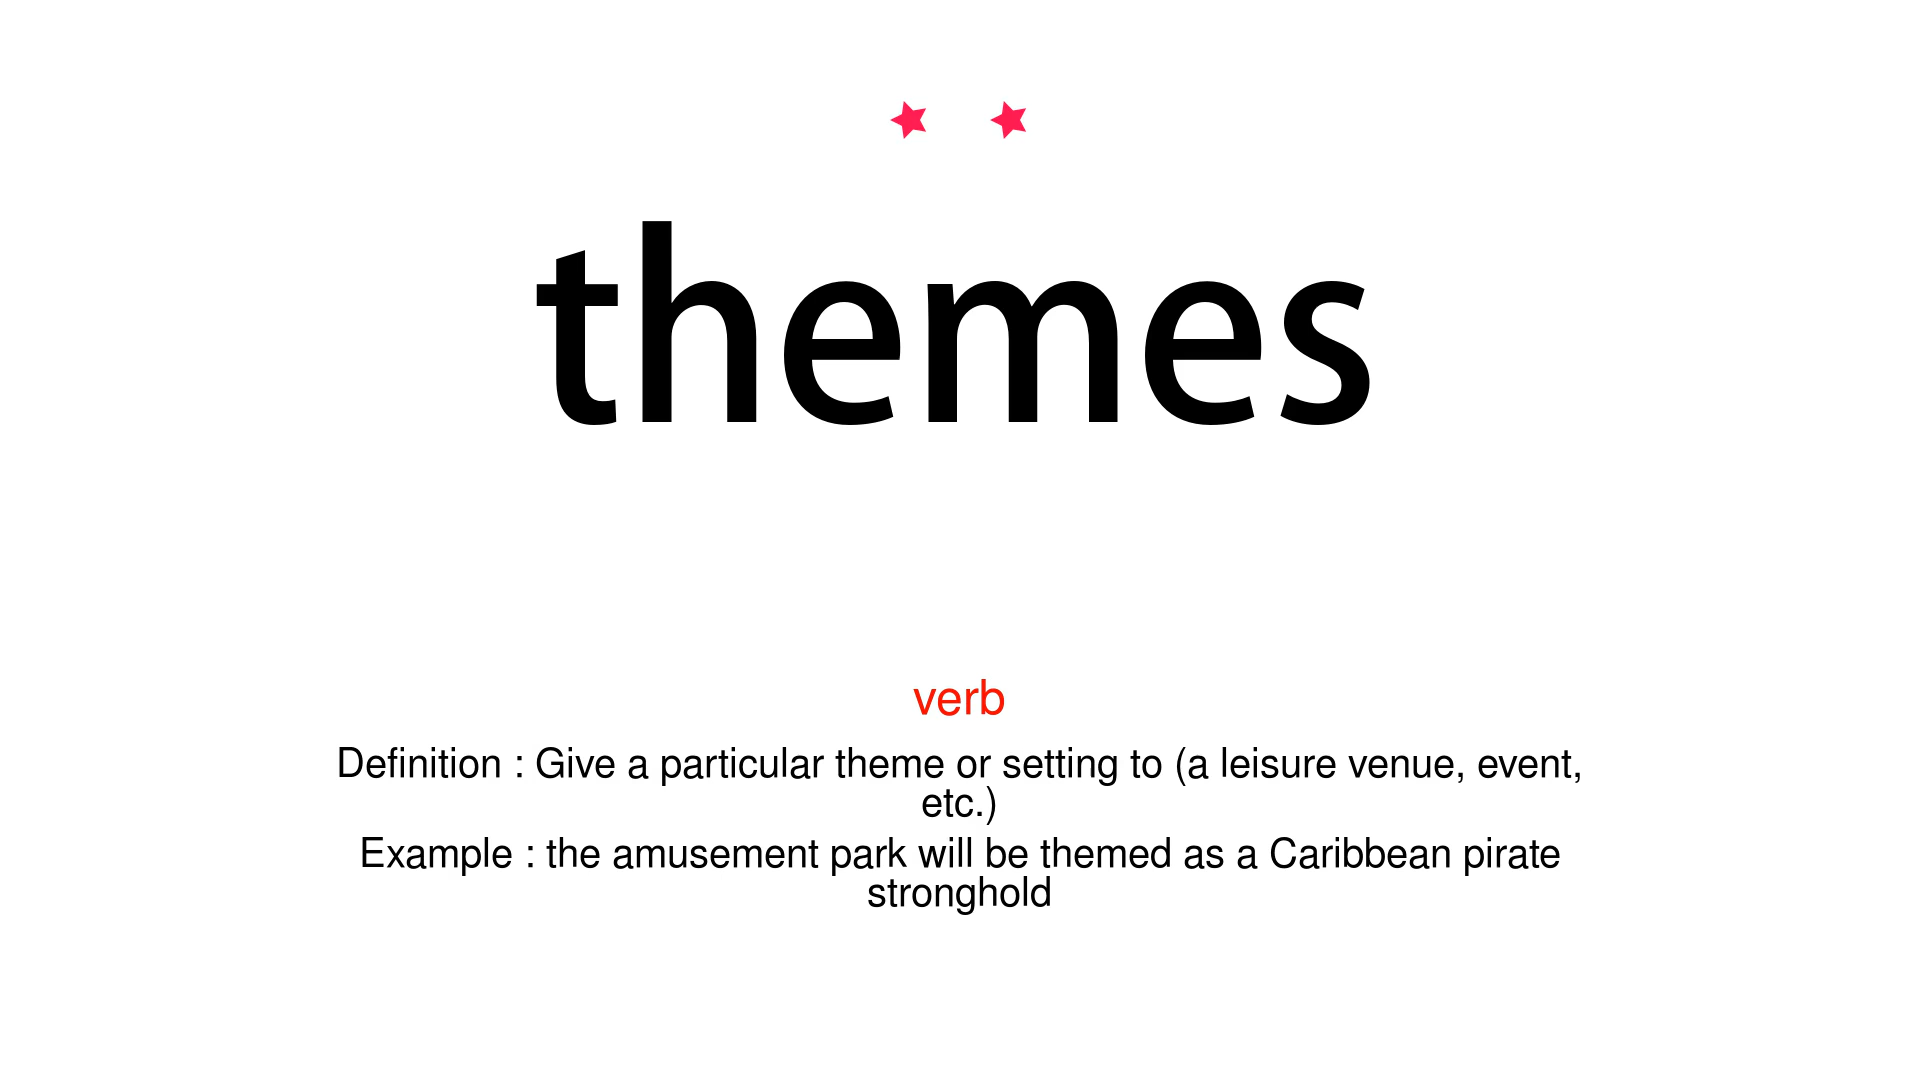 themes
verb
Definition : Give a particular theme or setting to (a leisure venue, event,
etc.)
Example : the amusement park will be themed as a Caribbean pirate
stronghold